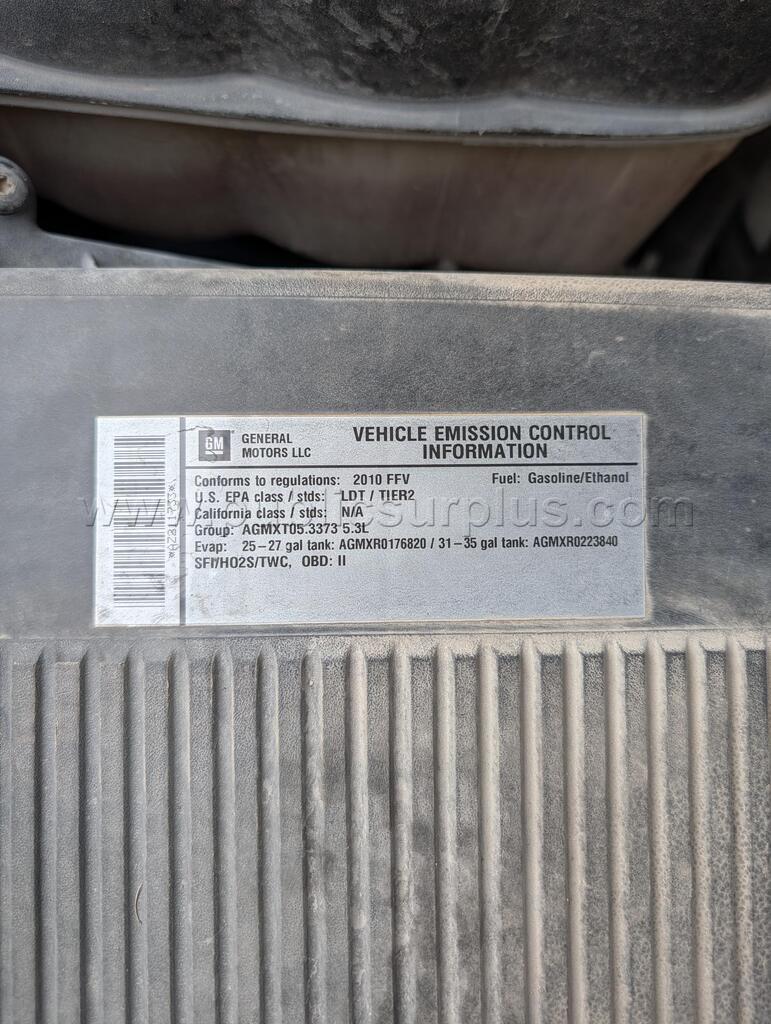 GM
GENERAL
MOTORS LLC
VEHICLE EMISSION CONTROL
INFORMATION
Conforms to regulations: 2010 FFV
Fuel: Gasoline/Ethanol
U.S. EPA class / stds: LDT / TIER2
California class / stds: N/A
Group: AGMXT05.3373 5.3L
Evap: 25-27 gal tank: AGMXR0176820 / 31-35 gal tank: AGMXR0223840
SFI/HO2S/TWC, OBD: II
www.publicsurplus.com